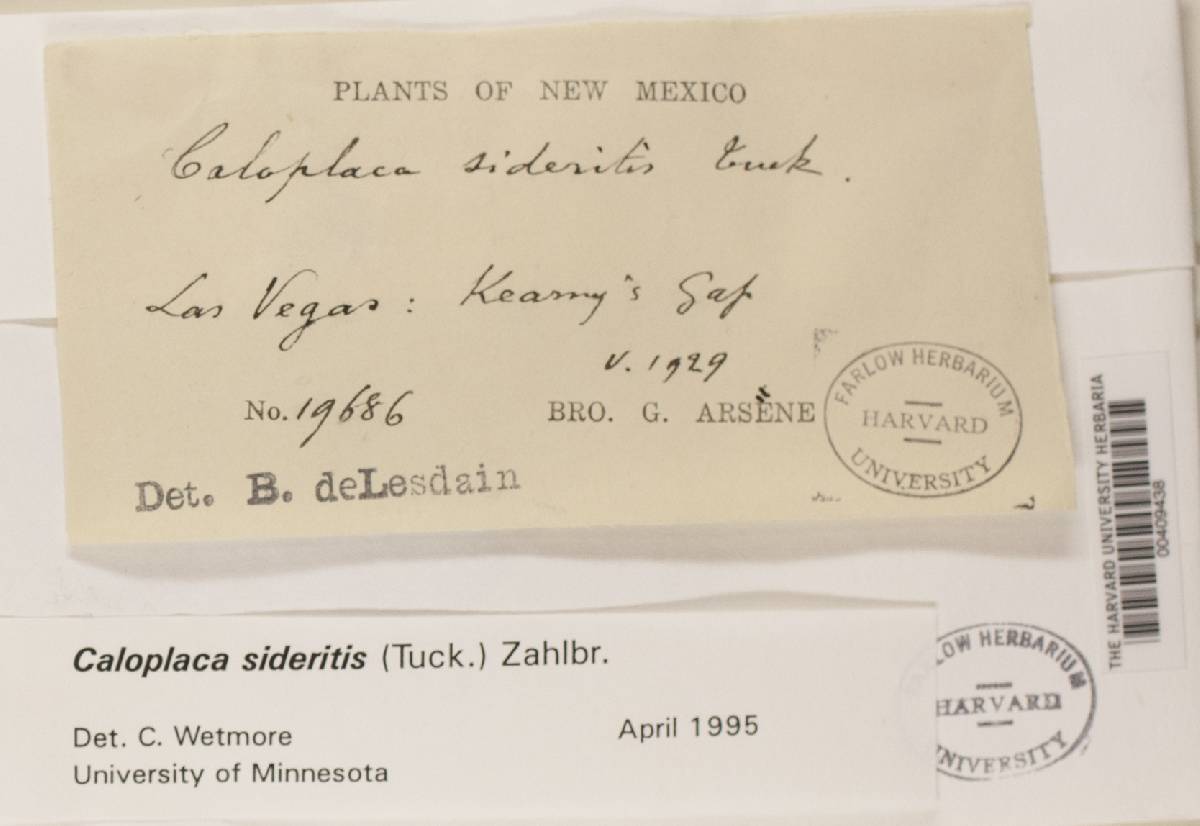 PLANTS OF NEW MEXICO
Caloplaca sideritis Tuck.
Las Vegas: Kearny's Gap
V. 1929
No. 19686 BRO. G. ARSÈNE
Det. B. deLesdain
FARLOW HERBARIUM
HARVARD
UNIVERSITY
THE HARVARD UNIVERSITY HERBARIA
00409438
Caloplaca sideritis (Tuck.) Zahlbr.
Det. C. Wetmore April 1995
University of Minnesota
LOW HERBARIUM
HARVARD
UNIVERSITY